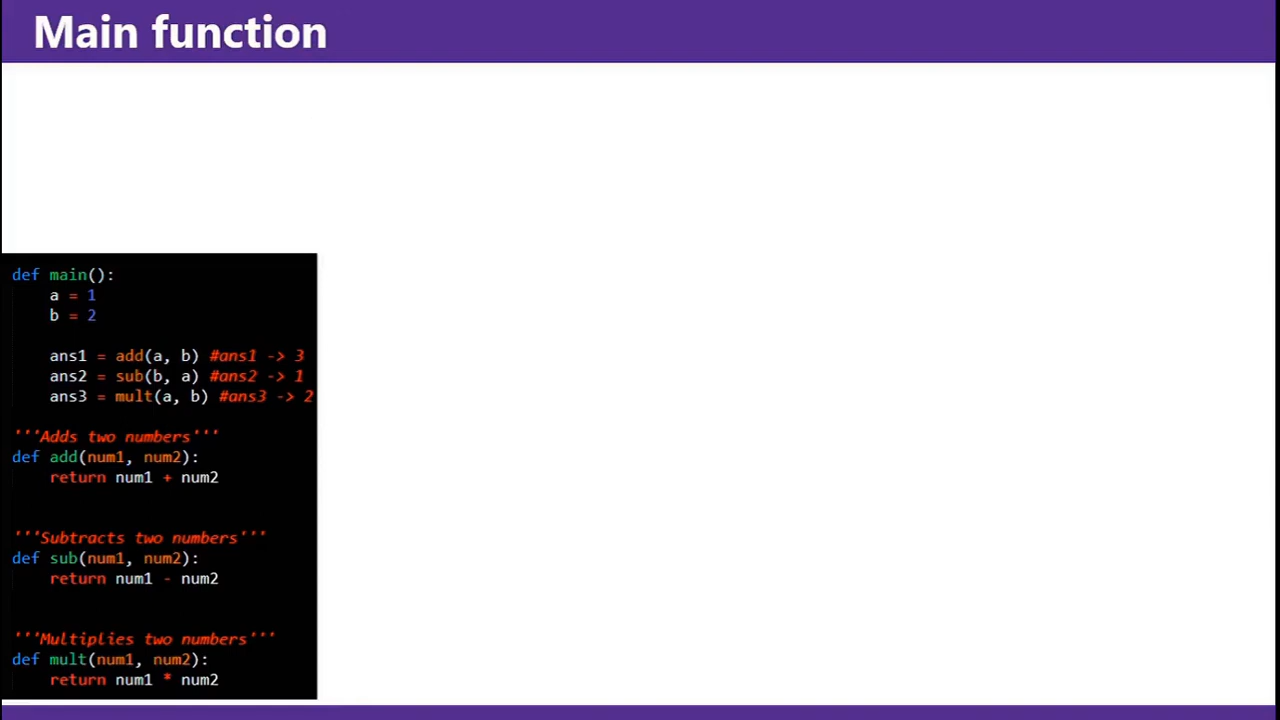 Main function
def main():
    a = 1
    b = 2
    ans1 = add(a, b) #ans1 -> 3
    ans2 = sub(b, a) #ans2 -> 1
    ans3 = mult(a, b) #ans3 -> 2
'''Adds two numbers'''
def add(num1, num2):
    return num1 + num2
'''Subtracts two numbers'''
def sub(num1, num2):
    return num1 - num2
'''Multiplies two numbers'''
def mult(num1, num2):
    return num1 * num2